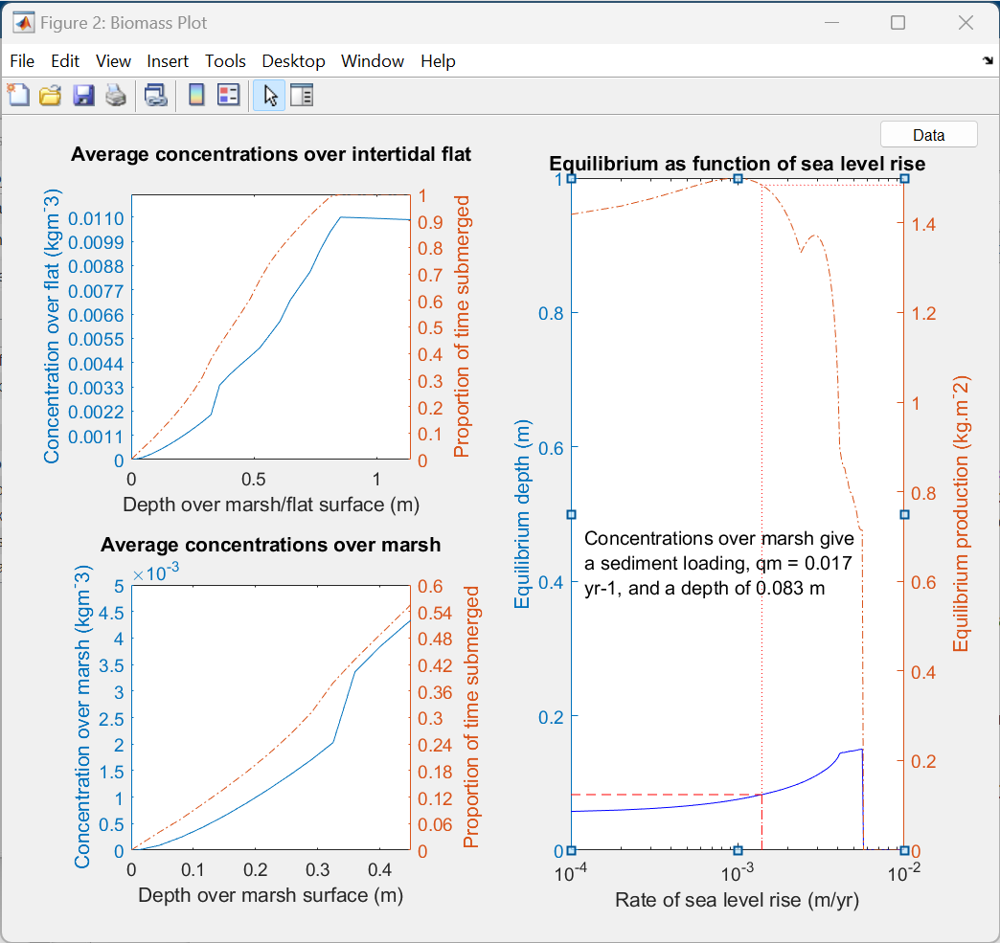 Figure 2: Biomass Plot
File Edit View Insert Tools Desktop Window Help
Data
Average concentrations over intertidal flat
Concentration over flat (kgm-3)
0.0110
0.0099
0.0088
0.0077
0.0066
0.0055
0.0044
0.0033
0.0022
0.0011
0
1
0.9
0.8
0.7
0.6
0.5
0.4
0.3
0.2
0.1
0
Proportion of time submerged
0 0.5 1
Depth over marsh/flat surface (m)
Average concentrations over marsh
×10-3
Concentration over marsh (kgm-3)
5
4.5
4
3.5
3
2.5
2
1.5
1
0.5
0
0.6
0.54
0.48
0.42
0.36
0.3
0.24
0.18
0.12
0.06
0
Proportion of time submerged
0 0.1 0.2 0.3 0.4
Depth over marsh surface (m)
Equilibrium as function of sea level rise
Equilibrium depth (m)
1
0.8
0.6
0.4
0.2
0
Concentrations over marsh give
a sediment loading, qm = 0.017
yr-1, and a depth of 0.083 m
1.4
1.2
1
0.8
0.6
0.4
0.2
0
Equilibrium production (kg.m-2)
10-4 10-3 10-2
Rate of sea level rise (m/yr)